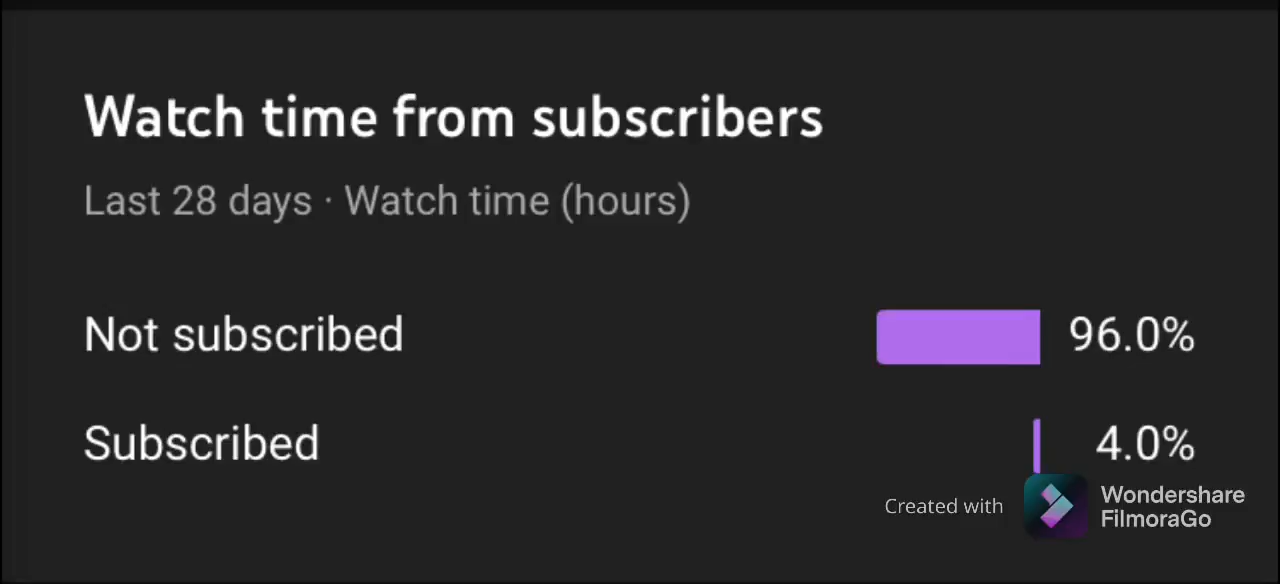 Watch time from subscribers
Last 28 days · Watch time (hours)
Not subscribed 96.0%
Subscribed 4.0%
Created with Wondershare
FilmoraGo